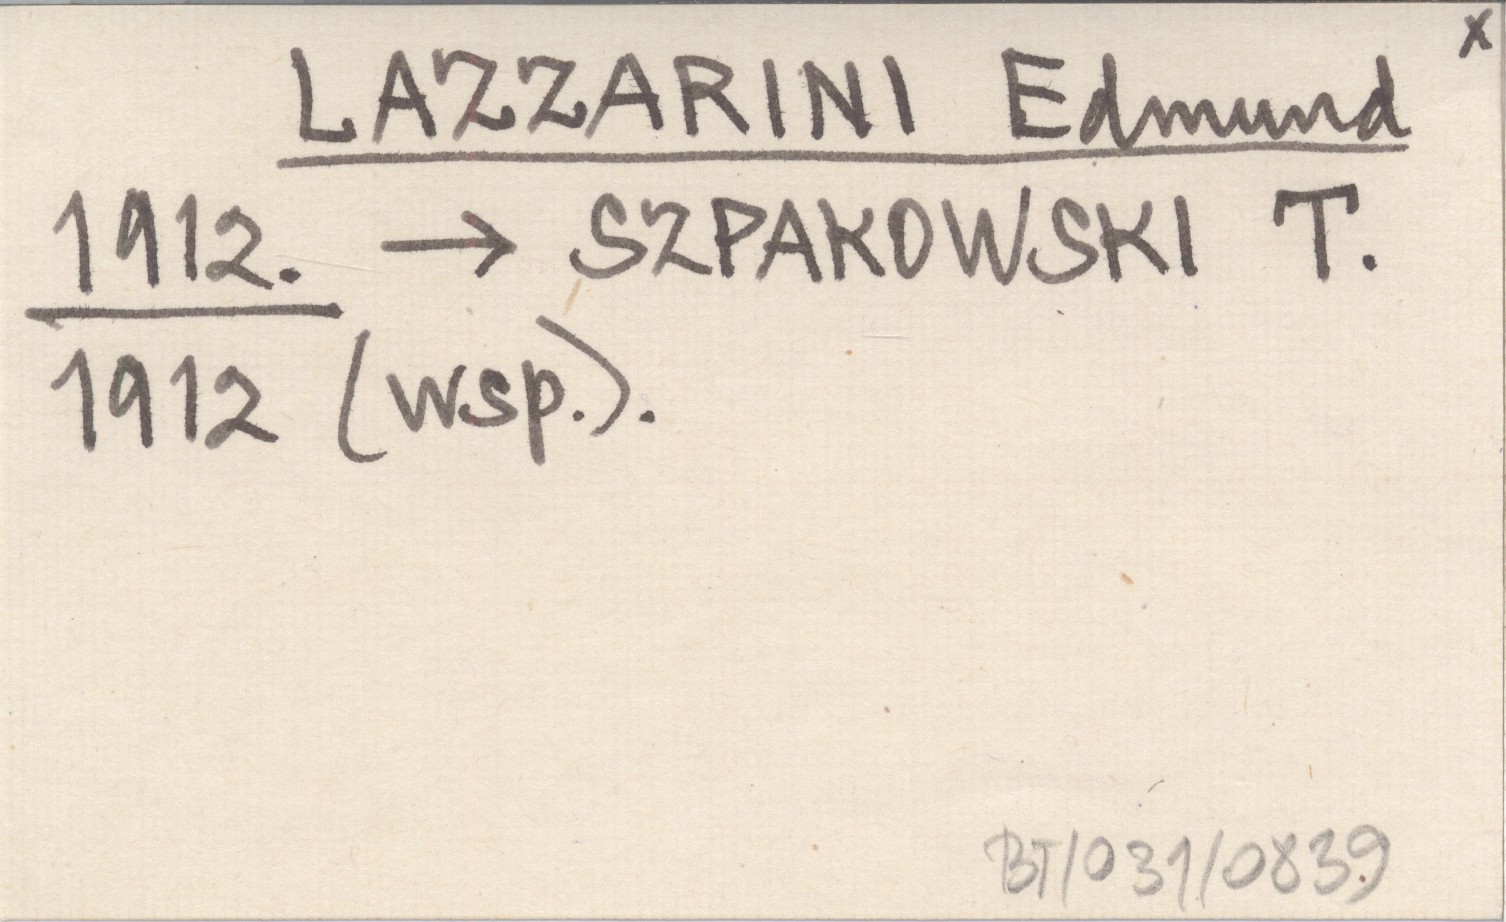 x
LAZZARINI Edmund
1912. → SZPAKOWSKI T.
1912 (wsp.).
BT/031/0839